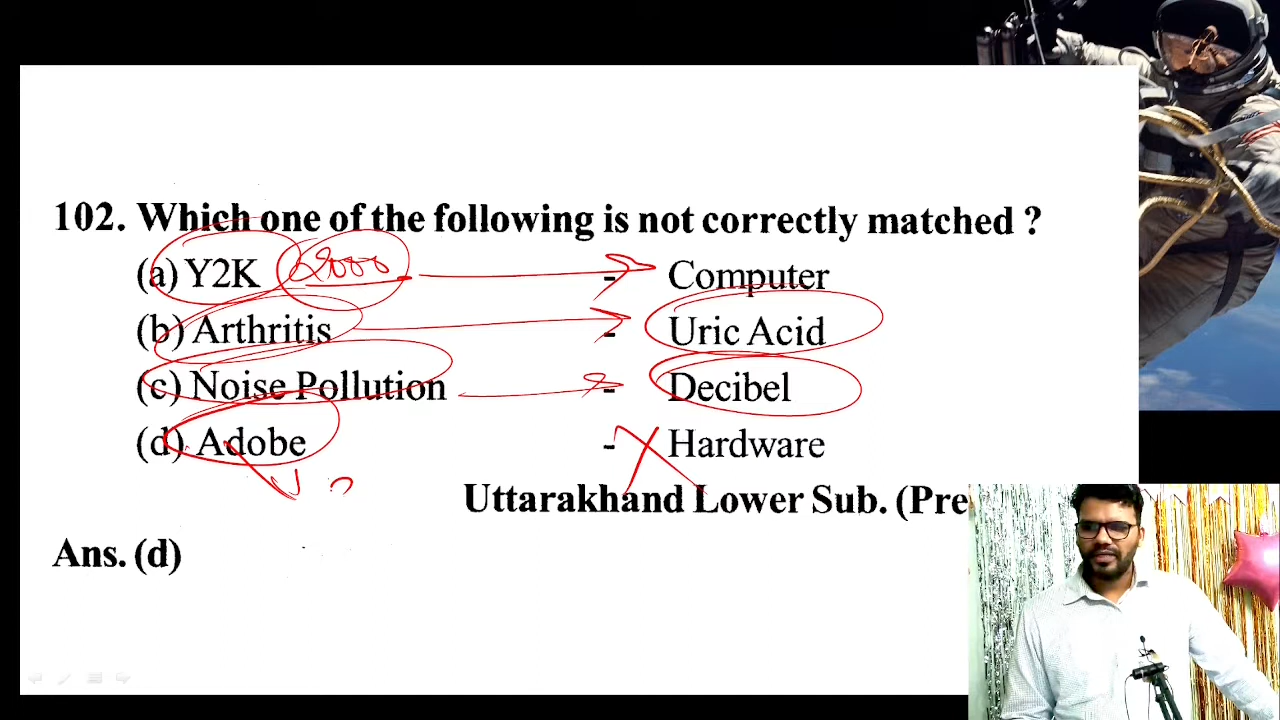 102. Which one of the following is not correctly matched ?
(a) Y2K 2000 - Computer
(b) Arthritis - Uric Acid
(c) Noise Pollution - Decibel
(d) Adobe - Hardware
Uttarakhand Lower Sub. (Pre
Ans. (d)